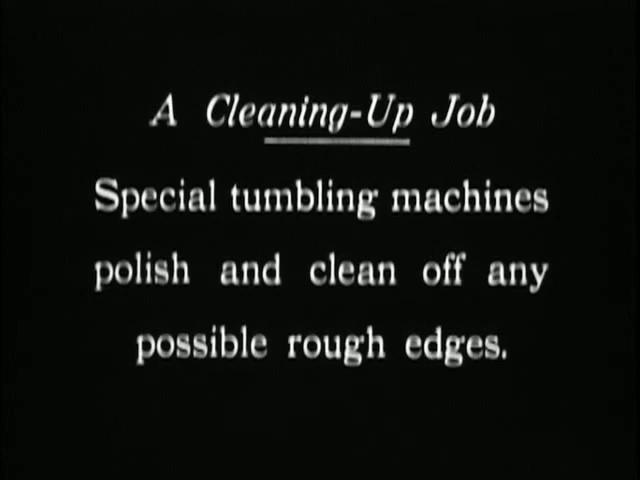 A Cleaning-Up Job
Special tumbling machines
polish and clean off any
possible rough edges.